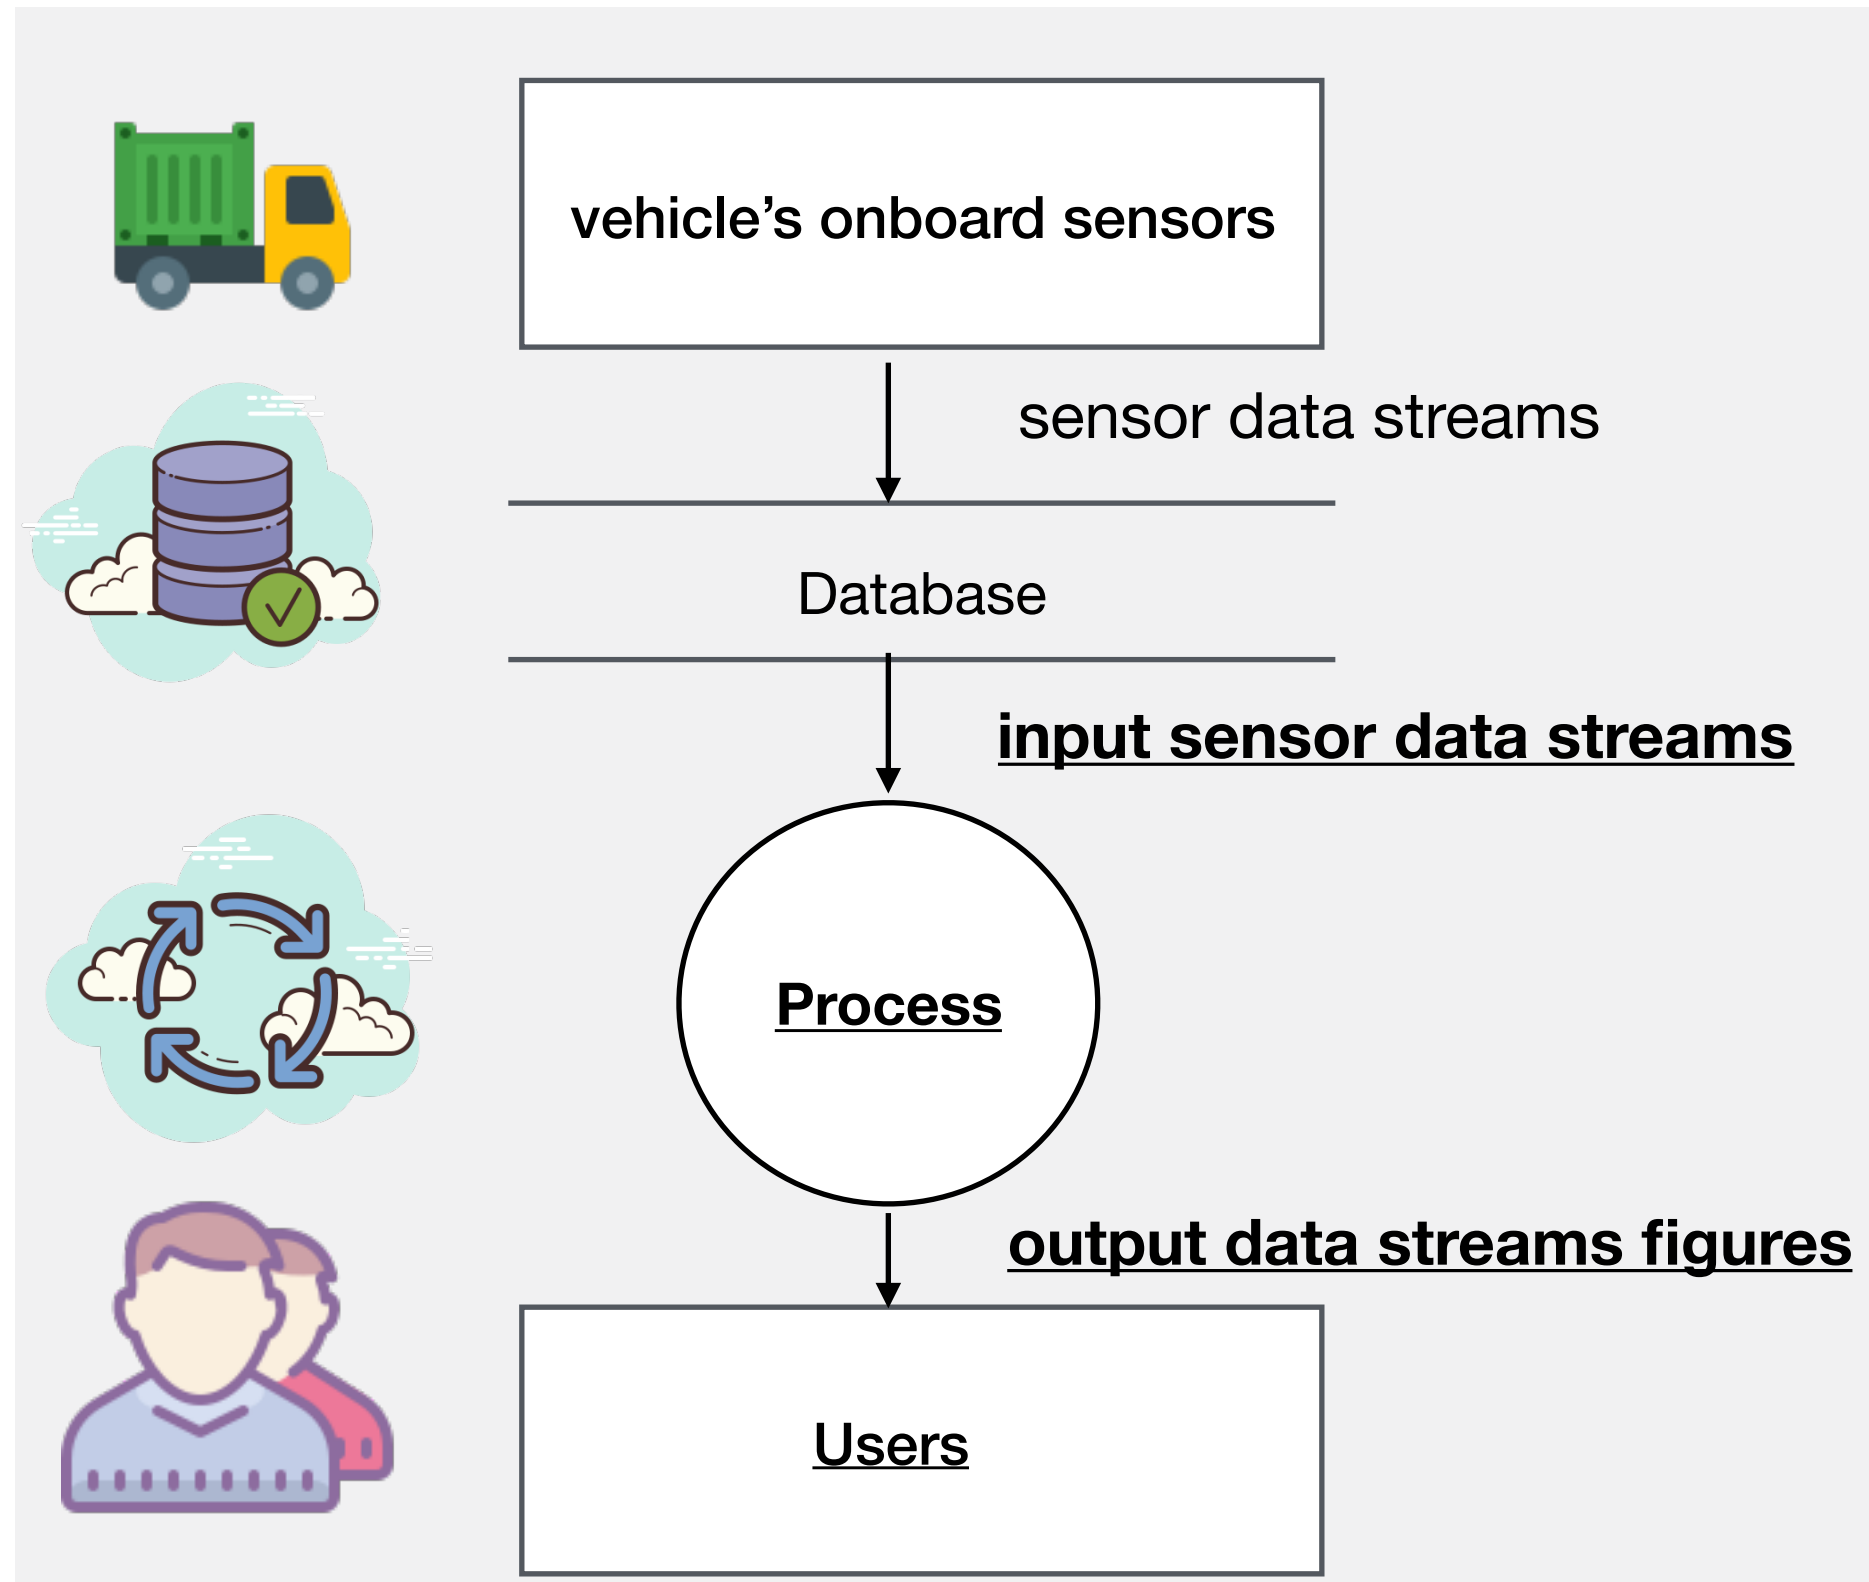 vehicle’s onboard sensors
sensor data streams
Database
input sensor data streams
Process
output data streams figures
Users